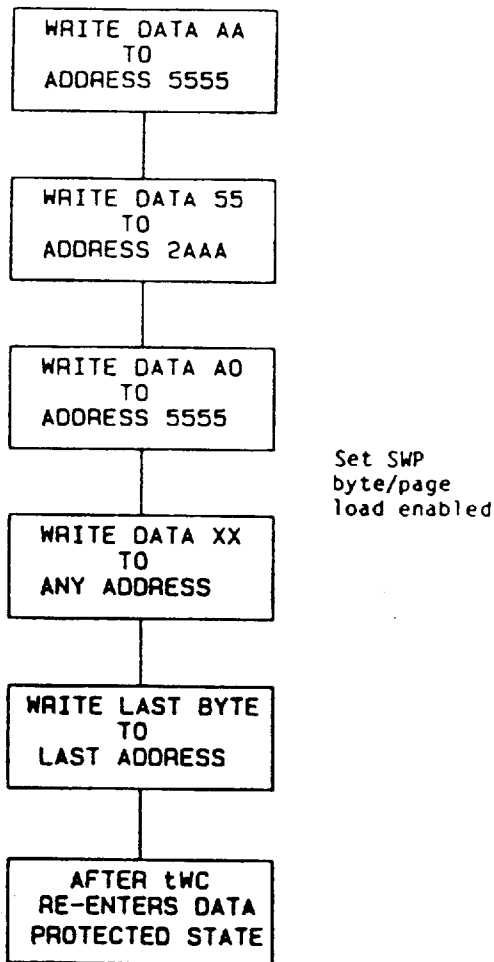 WRITE DATA AA
TO
ADDRESS 5555
WRITE DATA 55
TO
ADDRESS 2AAA
WRITE DATA A0
TO
ADDRESS 5555
Set SWP
byte/page
load enabled
WRITE DATA XX
TO
ANY ADDRESS
WRITE LAST BYTE
TO
LAST ADDRESS
AFTER tWC
RE-ENTERS DATA
PROTECTED STATE